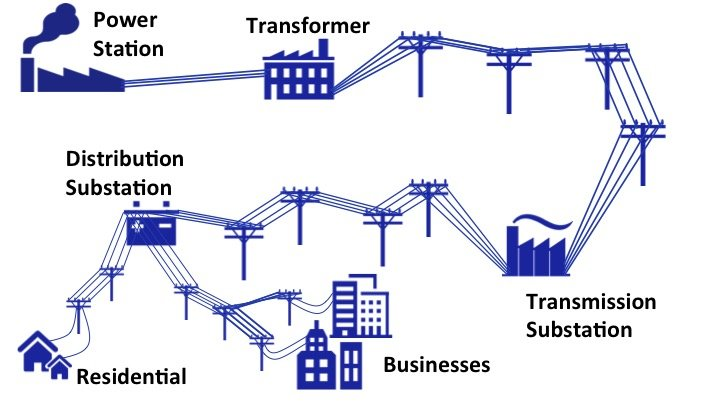 Power
Station
Transformer
Distribution
Substation
Transmission
Substation
Businesses
Residential